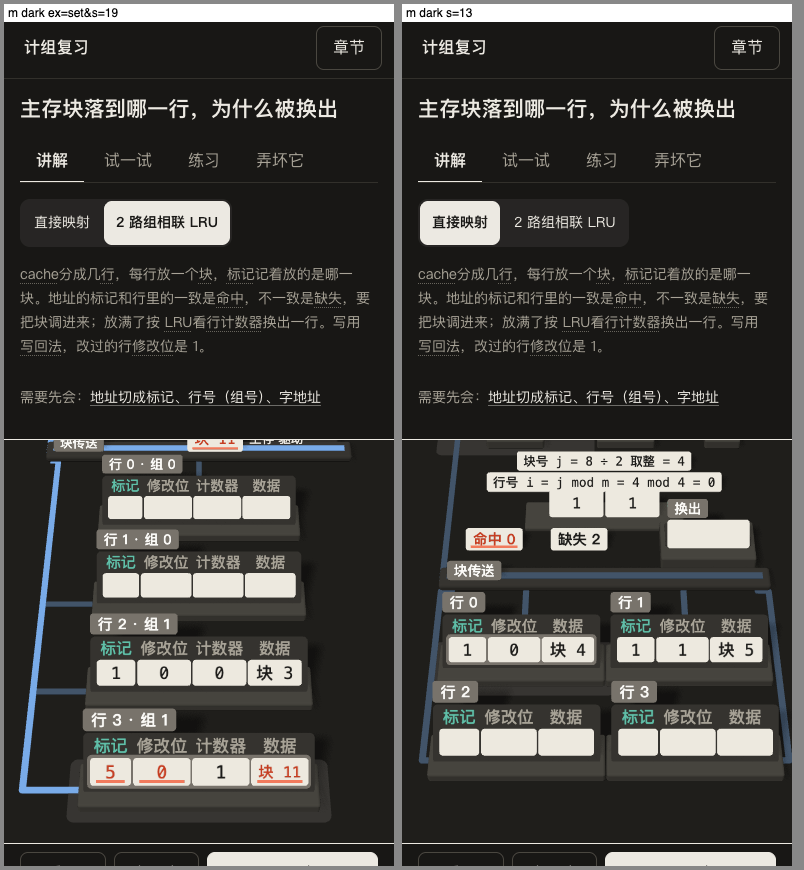 m dark ex=set&s=19
计组复习
章节
主存块落到哪一行，为什么被换出
讲解 试一试 练习 弄坏它
直接映射 2 路组相联 LRU
cache分成几行，每行放一个块，标记记着放的是哪一
块。地址的标记和行里的一致是命中，不一致是缺失，要
把块调进来；放满了按 LRU看行计数器换出一行。写用
写回法，改过的行修改位是 1。
需要先会：地址切成标记、行号（组号）、字地址
块传送 块 11
行 0 · 组 0
标记 修改位 计数器 数据
行 1 · 组 0
标记 修改位 计数器 数据
行 2 · 组 1
标记 修改位 计数器 数据
1 0 0 块 3
行 3 · 组 1
标记 修改位 计数器 数据
5 0 1 块 11
m dark s=13
计组复习
章节
主存块落到哪一行，为什么被换出
讲解 试一试 练习 弄坏它
直接映射 2 路组相联 LRU
cache分成几行，每行放一个块，标记记着放的是哪一
块。地址的标记和行里的一致是命中，不一致是缺失，要
把块调进来；放满了按 LRU看行计数器换出一行。写用
写回法，改过的行修改位是 1。
需要先会：地址切成标记、行号（组号）、字地址
块号 j = 8 ÷ 2 取整 = 4
行号 i = j mod m = 4 mod 4 = 0
1 1
换出
命中 0 缺失 2
块传送
行 0 行 1
标记 修改位 数据 标记 修改位 数据
1 0 块 4 1 1 块 5
行 2 行 3
标记 修改位 数据 标记 修改位 数据